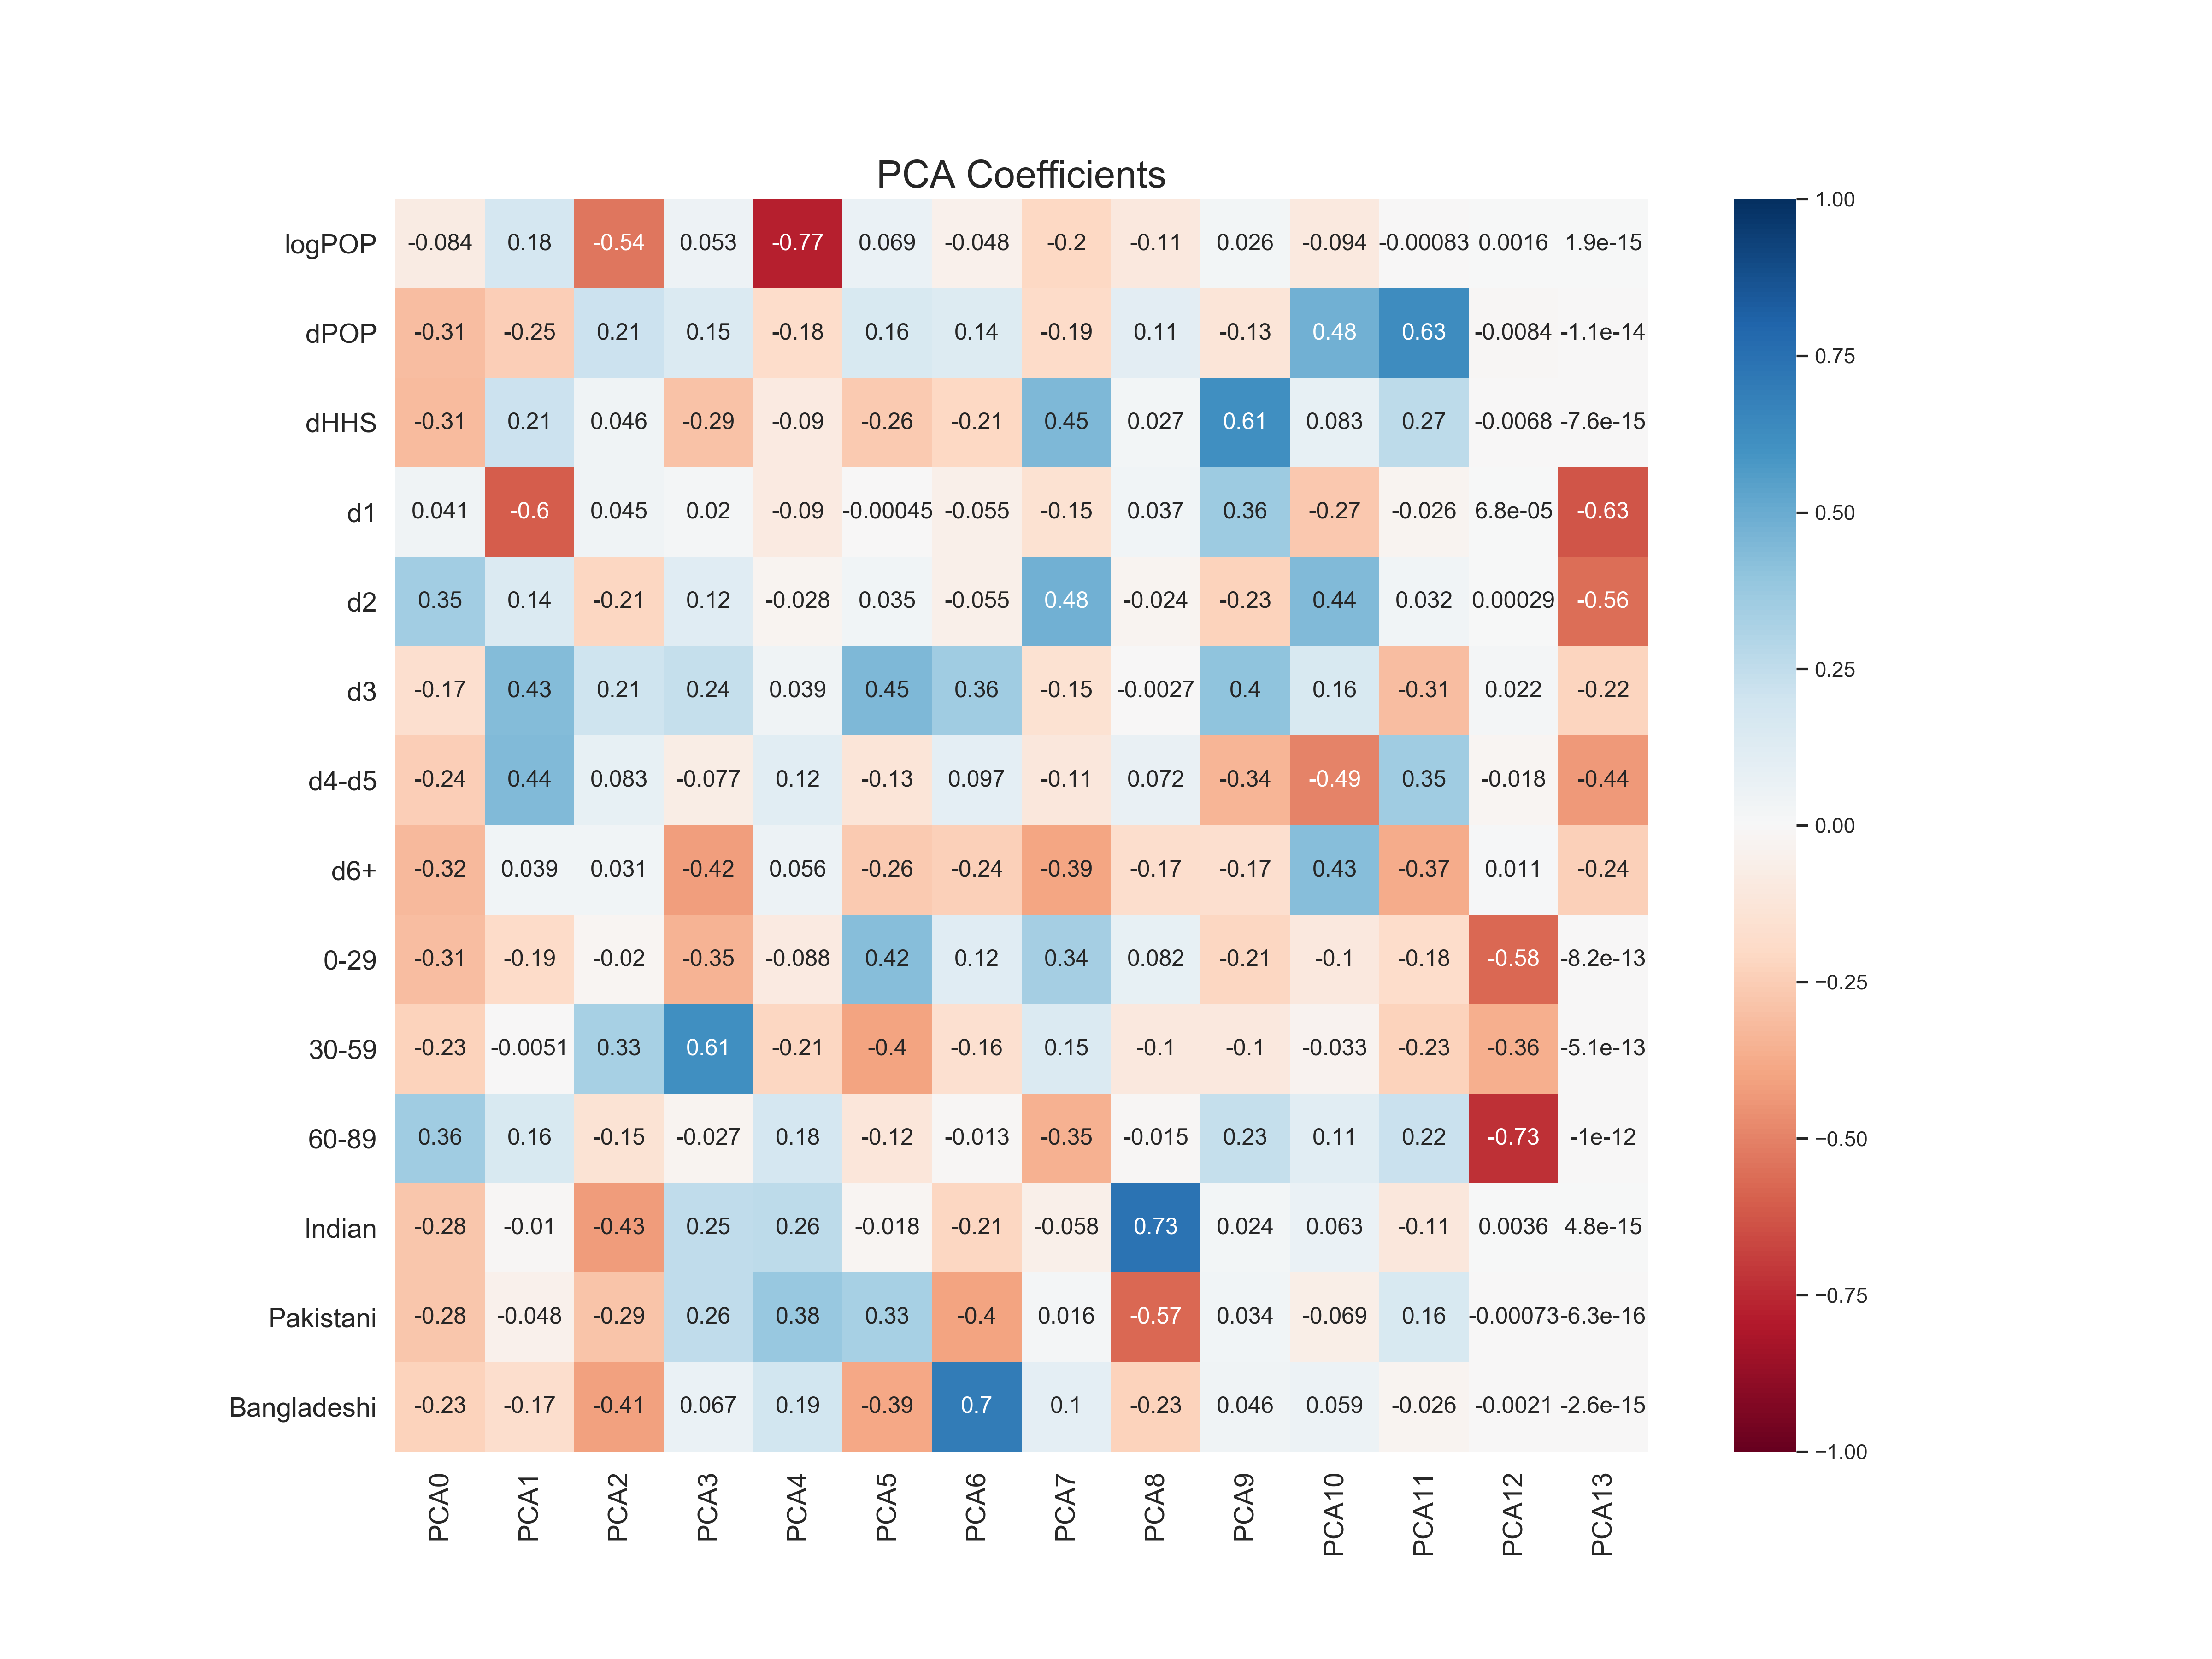 PCA Coefficients
logPOP -0.084 0.18 -0.54 0.053 -0.77 0.069 -0.048 -0.2 -0.11 0.026 -0.094 -0.00083 0.0016 1.9e-15
dPOP -0.31 -0.25 0.21 0.15 -0.18 0.16 0.14 -0.19 0.11 -0.13 0.48 0.63 -0.0084 -1.1e-14
dHHS -0.31 0.21 0.046 -0.29 -0.09 -0.26 -0.21 0.45 0.027 0.61 0.083 0.27 -0.0068 -7.6e-15
d1 0.041 -0.6 0.045 0.02 -0.09 -0.00045 -0.055 -0.15 0.037 0.36 -0.27 -0.026 6.8e-05 -0.63
d2 0.35 0.14 -0.21 0.12 -0.028 0.035 -0.055 0.48 -0.024 -0.23 0.44 0.032 0.00029 -0.56
d3 -0.17 0.43 0.21 0.24 0.039 0.45 0.36 -0.15 -0.0027 0.4 0.16 -0.31 0.022 -0.22
d4-d5 -0.24 0.44 0.083 -0.077 0.12 -0.13 0.097 -0.11 0.072 -0.34 -0.49 0.35 -0.018 -0.44
d6+ -0.32 0.039 0.031 -0.42 0.056 -0.26 -0.24 -0.39 -0.17 -0.17 0.43 -0.37 0.011 -0.24
0-29 -0.31 -0.19 -0.02 -0.35 -0.088 0.42 0.12 0.34 0.082 -0.21 -0.1 -0.18 -0.58 -8.2e-13
30-59 -0.23 -0.0051 0.33 0.61 -0.21 -0.4 -0.16 0.15 -0.1 -0.1 -0.033 -0.23 -0.36 -5.1e-13
60-89 0.36 0.16 -0.15 -0.027 0.18 -0.12 -0.013 -0.35 -0.015 0.23 0.11 0.22 -0.73 -1e-12
Indian -0.28 -0.01 -0.43 0.25 0.26 -0.018 -0.21 -0.058 0.73 0.024 0.063 -0.11 0.0036 4.8e-15
Pakistani -0.28 -0.048 -0.29 0.26 0.38 0.33 -0.4 0.016 -0.57 0.034 -0.069 0.16 -0.00073 -6.3e-16
Bangladeshi -0.23 -0.17 -0.41 0.067 0.19 -0.39 0.7 0.1 -0.23 0.046 0.059 -0.026 -0.0021 -2.6e-15
PCA0 PCA1 PCA2 PCA3 PCA4 PCA5 PCA6 PCA7 PCA8 PCA9 PCA10 PCA11 PCA12 PCA13
1.00
0.75
0.50
0.25
0.00
−0.25
−0.50
−0.75
−1.00